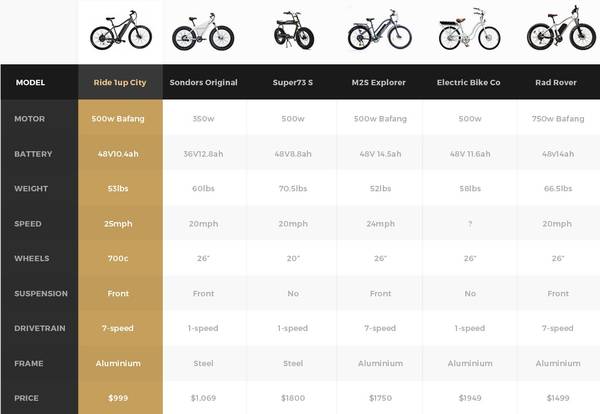 MODEL Ride 1up City Sondors Original Super73 S M2S Explorer Electric Bike Co Rad Rover
MOTOR 500w Bafang 350w 500w 500w Bafang 500w 750w Bafang
BATTERY 48V10.4ah 36V12.8ah 48V8.8ah 48V 14.5ah 48V 11.6ah 48v14ah
WEIGHT 53lbs 60lbs 70.5lbs 52lbs 58lbs 66.5lbs
SPEED 25mph 20mph 20mph 24mph ? 20mph
WHEELS 700c 26" 20" 26" 26" 26"
SUSPENSION Front Front No Front No Front
DRIVETRAIN 7-speed 1-speed 1-speed 7-speed 1-speed 7-speed
FRAME Aluminium Steel Steel Aluminium Aluminium Aluminium
PRICE $999 $1,069 $1800 $1750 $1949 $1499